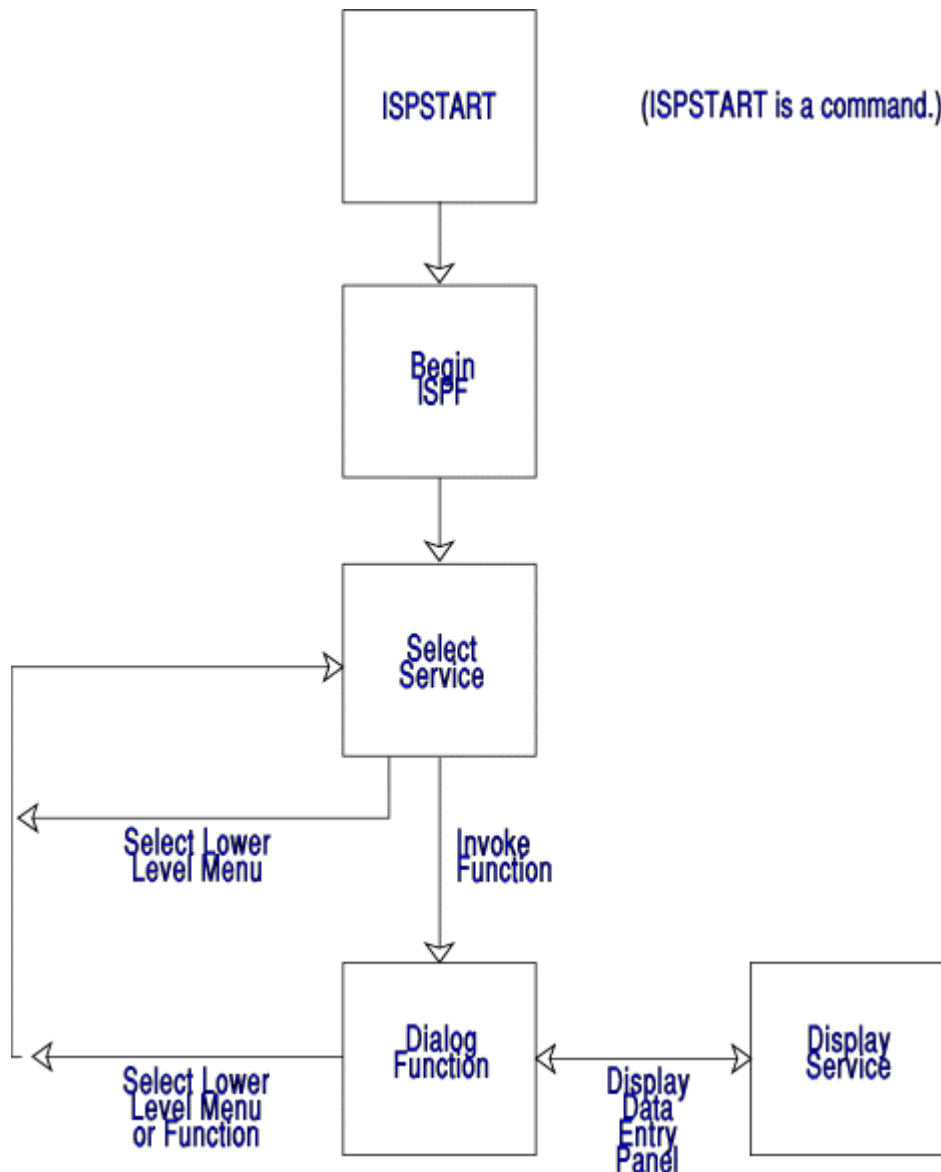 ISPSTART
(ISPSTART is a command.)
Begin
ISPF
Select
Service
Select Lower
Level Menu
Invoke
Function
Dialog
Function
Display
Service
Select Lower
Level Menu
or Function
Display
Data
Entry
Panel